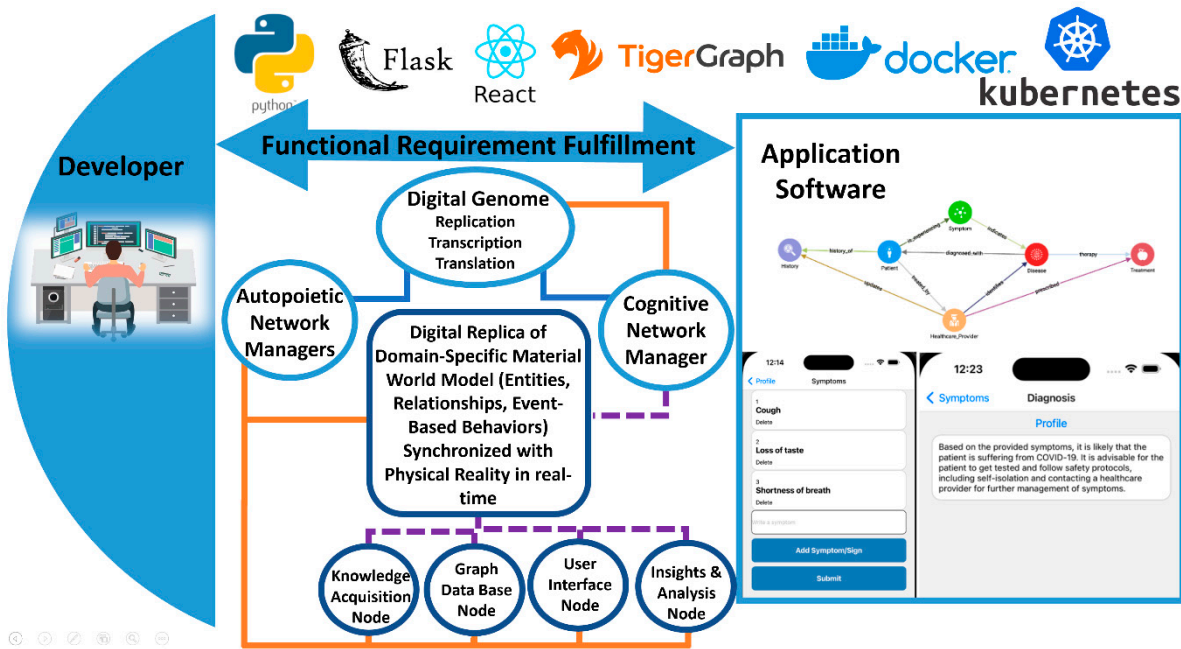 python
Flask
React
TigerGraph
docker
kubernetes
Developer
Functional Requirement Fulfillment
Digital Genome
Replication
Transcription
Translation
Autopoietic
Network
Managers
Cognitive
Network
Manager
Digital Replica of
Domain-Specific Material
World Model (Entities,
Relationships, Event-
Based Behaviors)
Synchronized with
Physical Reality in real-
time
Knowledge
Acquisition
Node
Graph
Data Base
Node
User
Interface
Node
Insights &
Analysis
Node
Application
Software
Symptom
is_experiencing
indicates
History
history_of
Patient
diagnosed_with
Disease
therapy
Treatment
updates
treated_by
identifies
prescribed
Healthcare_Provider
12:14
Profile
Symptoms
1
Cough
Delete
2
Loss of taste
Delete
3
Shortness of breath
Delete
Write a symptom
Add Symptom/Sign
Submit
12:23
Symptoms
Diagnosis
Profile
Based on the provided symptoms, it is likely that the
patient is suffering from COVID-19. It is advisable for the
patient to get tested and follow safety protocols,
including self-isolation and contacting a healthcare
provider for further management of symptoms.